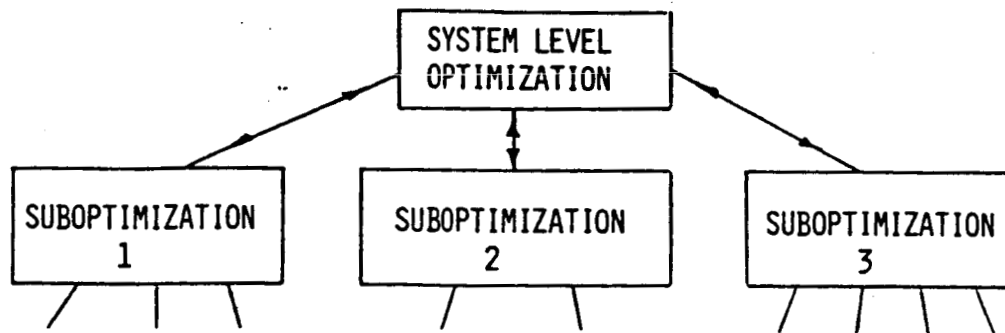 SYSTEM LEVEL
OPTIMIZATION
SUBOPTIMIZATION
1
SUBOPTIMIZATION
2
SUBOPTIMIZATION
3